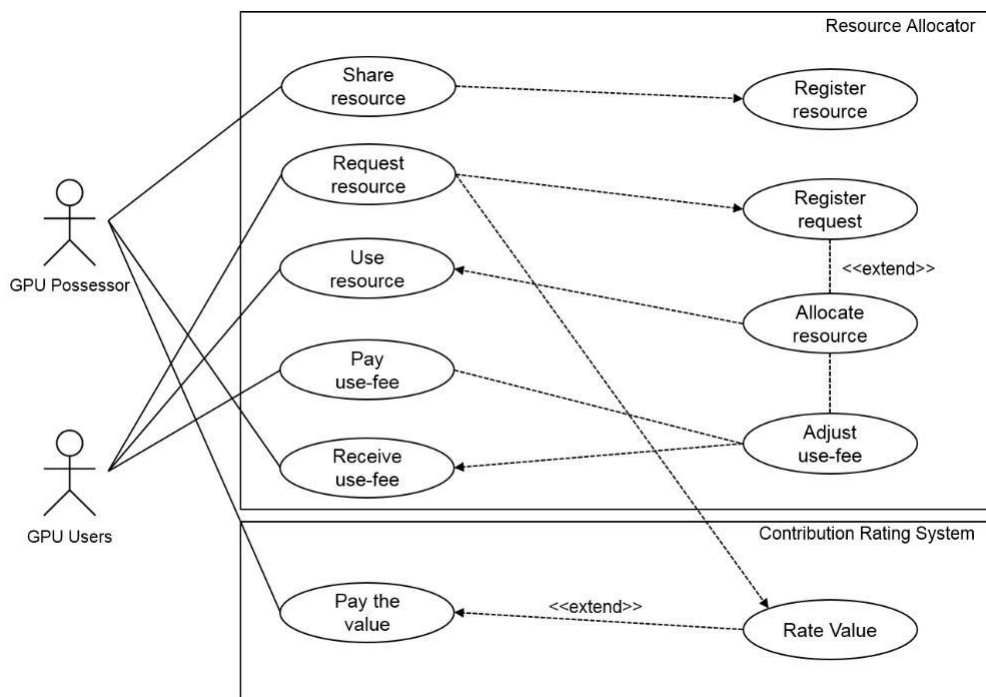 Resource Allocator
Share
resource
Register
resource
Request
resource
Register
request
GPU Possessor
Use
resource
<<extend>>
Allocate
resource
Pay
use-fee
Adjust
use-fee
Receive
use-fee
GPU Users
Contribution Rating System
Pay the
value
<<extend>>
Rate Value